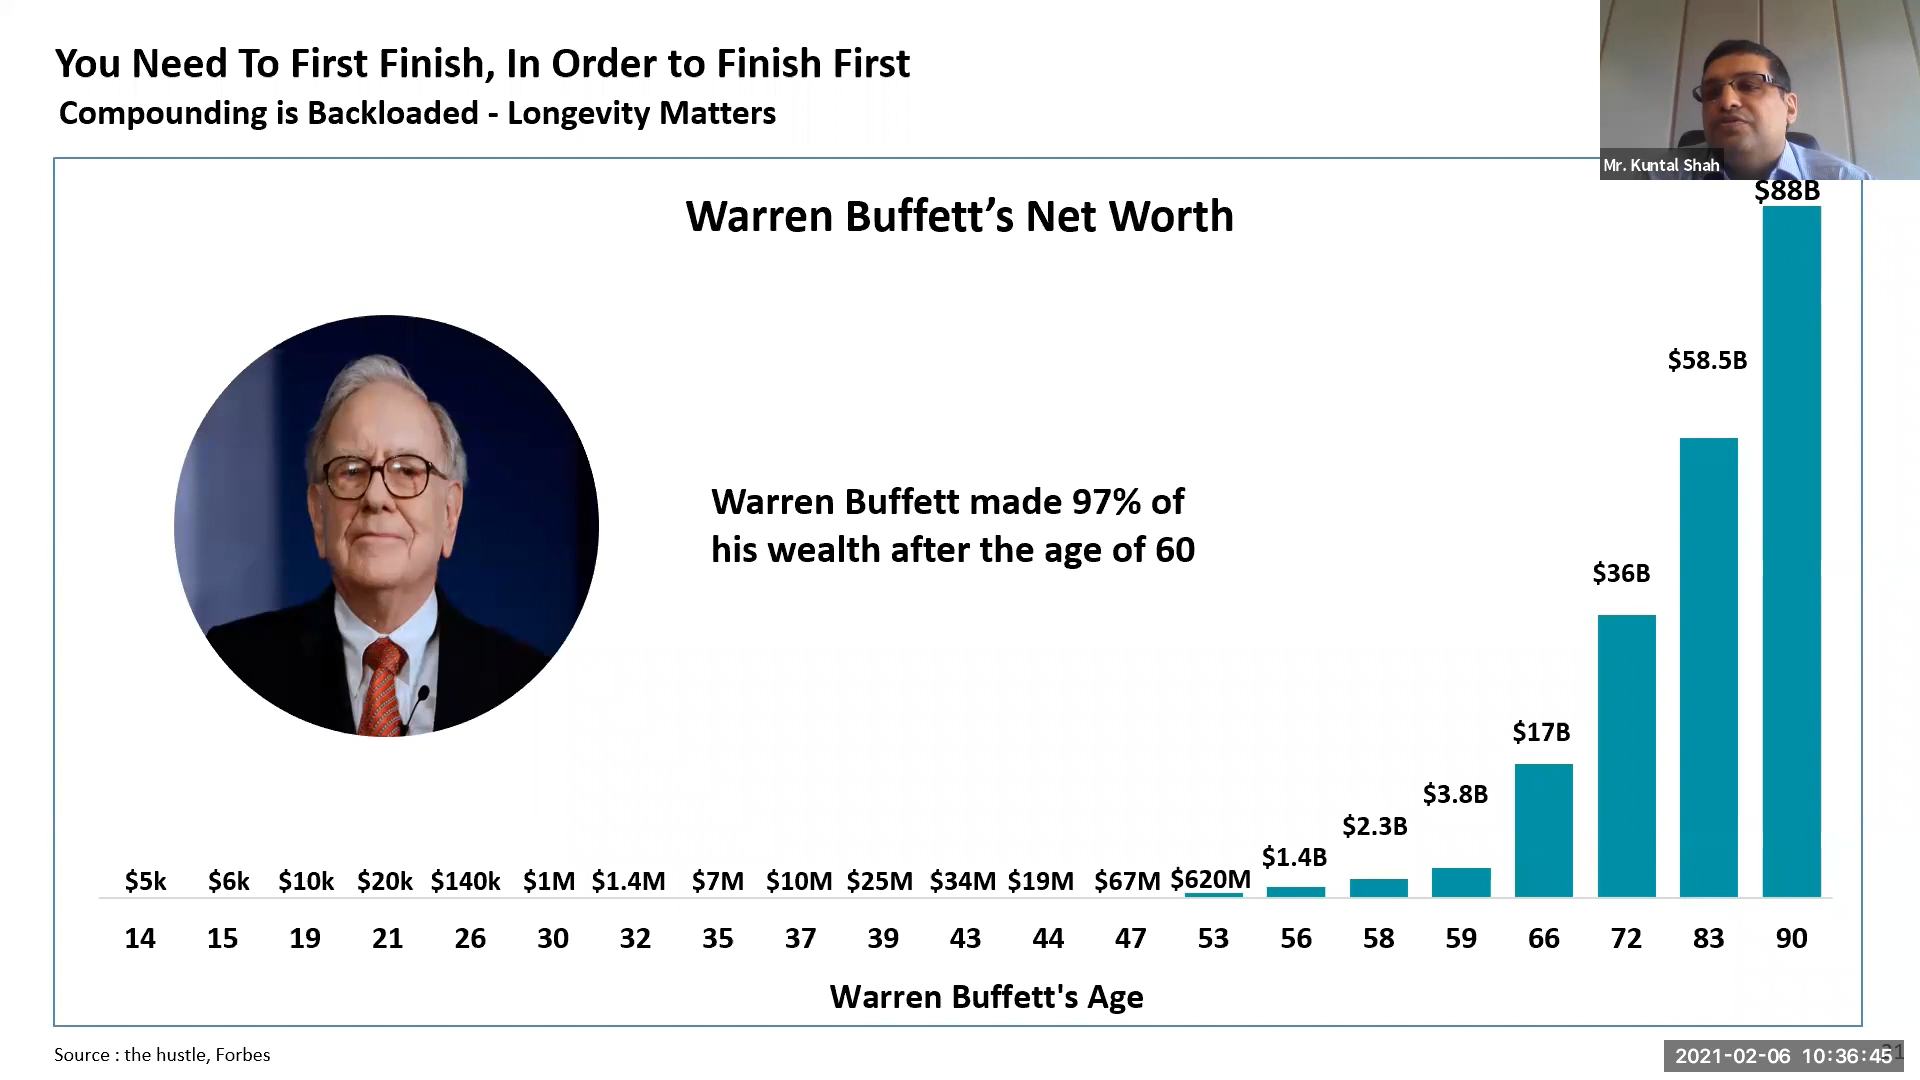 You Need To First Finish, In Order to Finish First
Compounding is Backloaded - Longevity Matters
Mr. Kuntal Shah
Warren Buffett’s Net Worth
Warren Buffett made 97% of
his wealth after the age of 60
$5k $6k $10k $20k $140k $1M $1.4M $7M $10M $25M $34M $19M $67M $620M $1.4B $2.3B $3.8B $17B $36B $58.5B $88B
14 15 19 21 26 30 32 35 37 39 43 44 47 53 56 58 59 66 72 83 90
Warren Buffett's Age
Source : the hustle, Forbes
2021-02-06 10:36:45